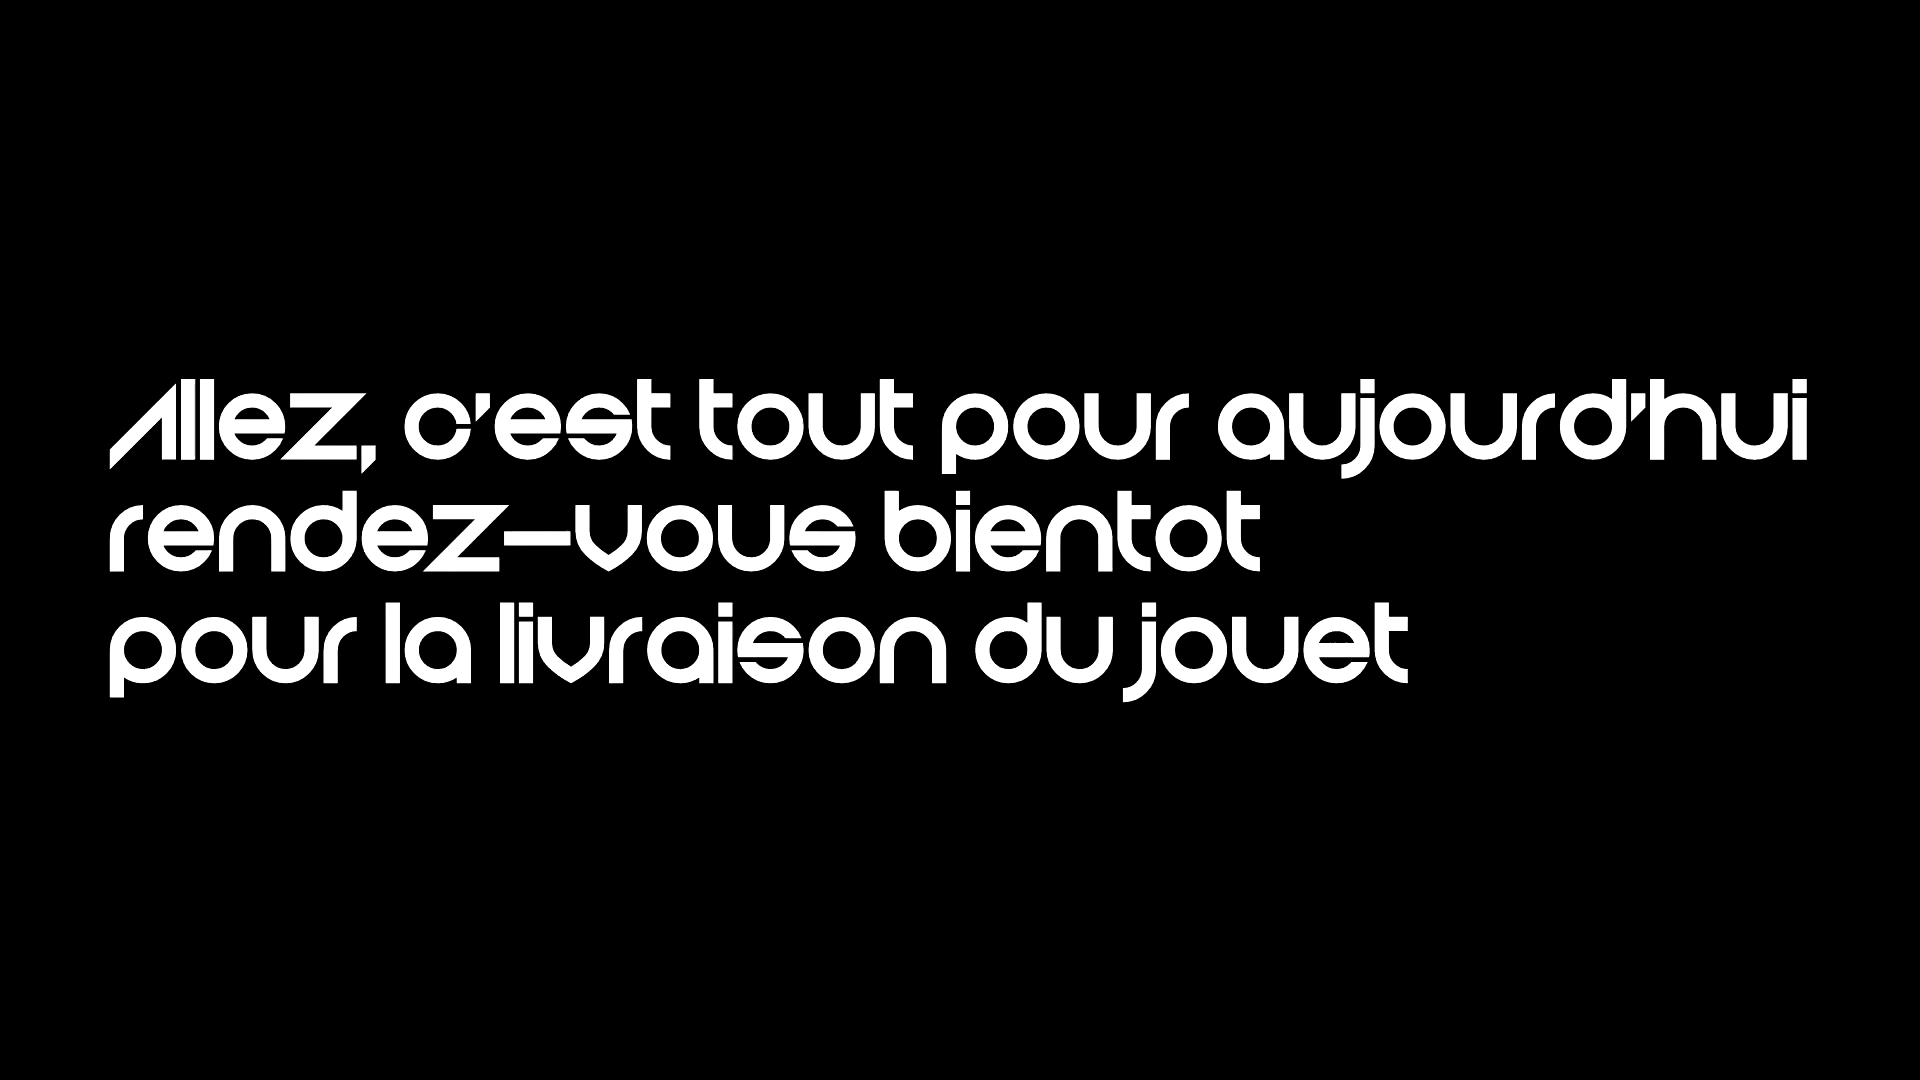 Allez, c'est tout pour aujourd'hui
rendez-vous bientot
pour la livraison du jouet